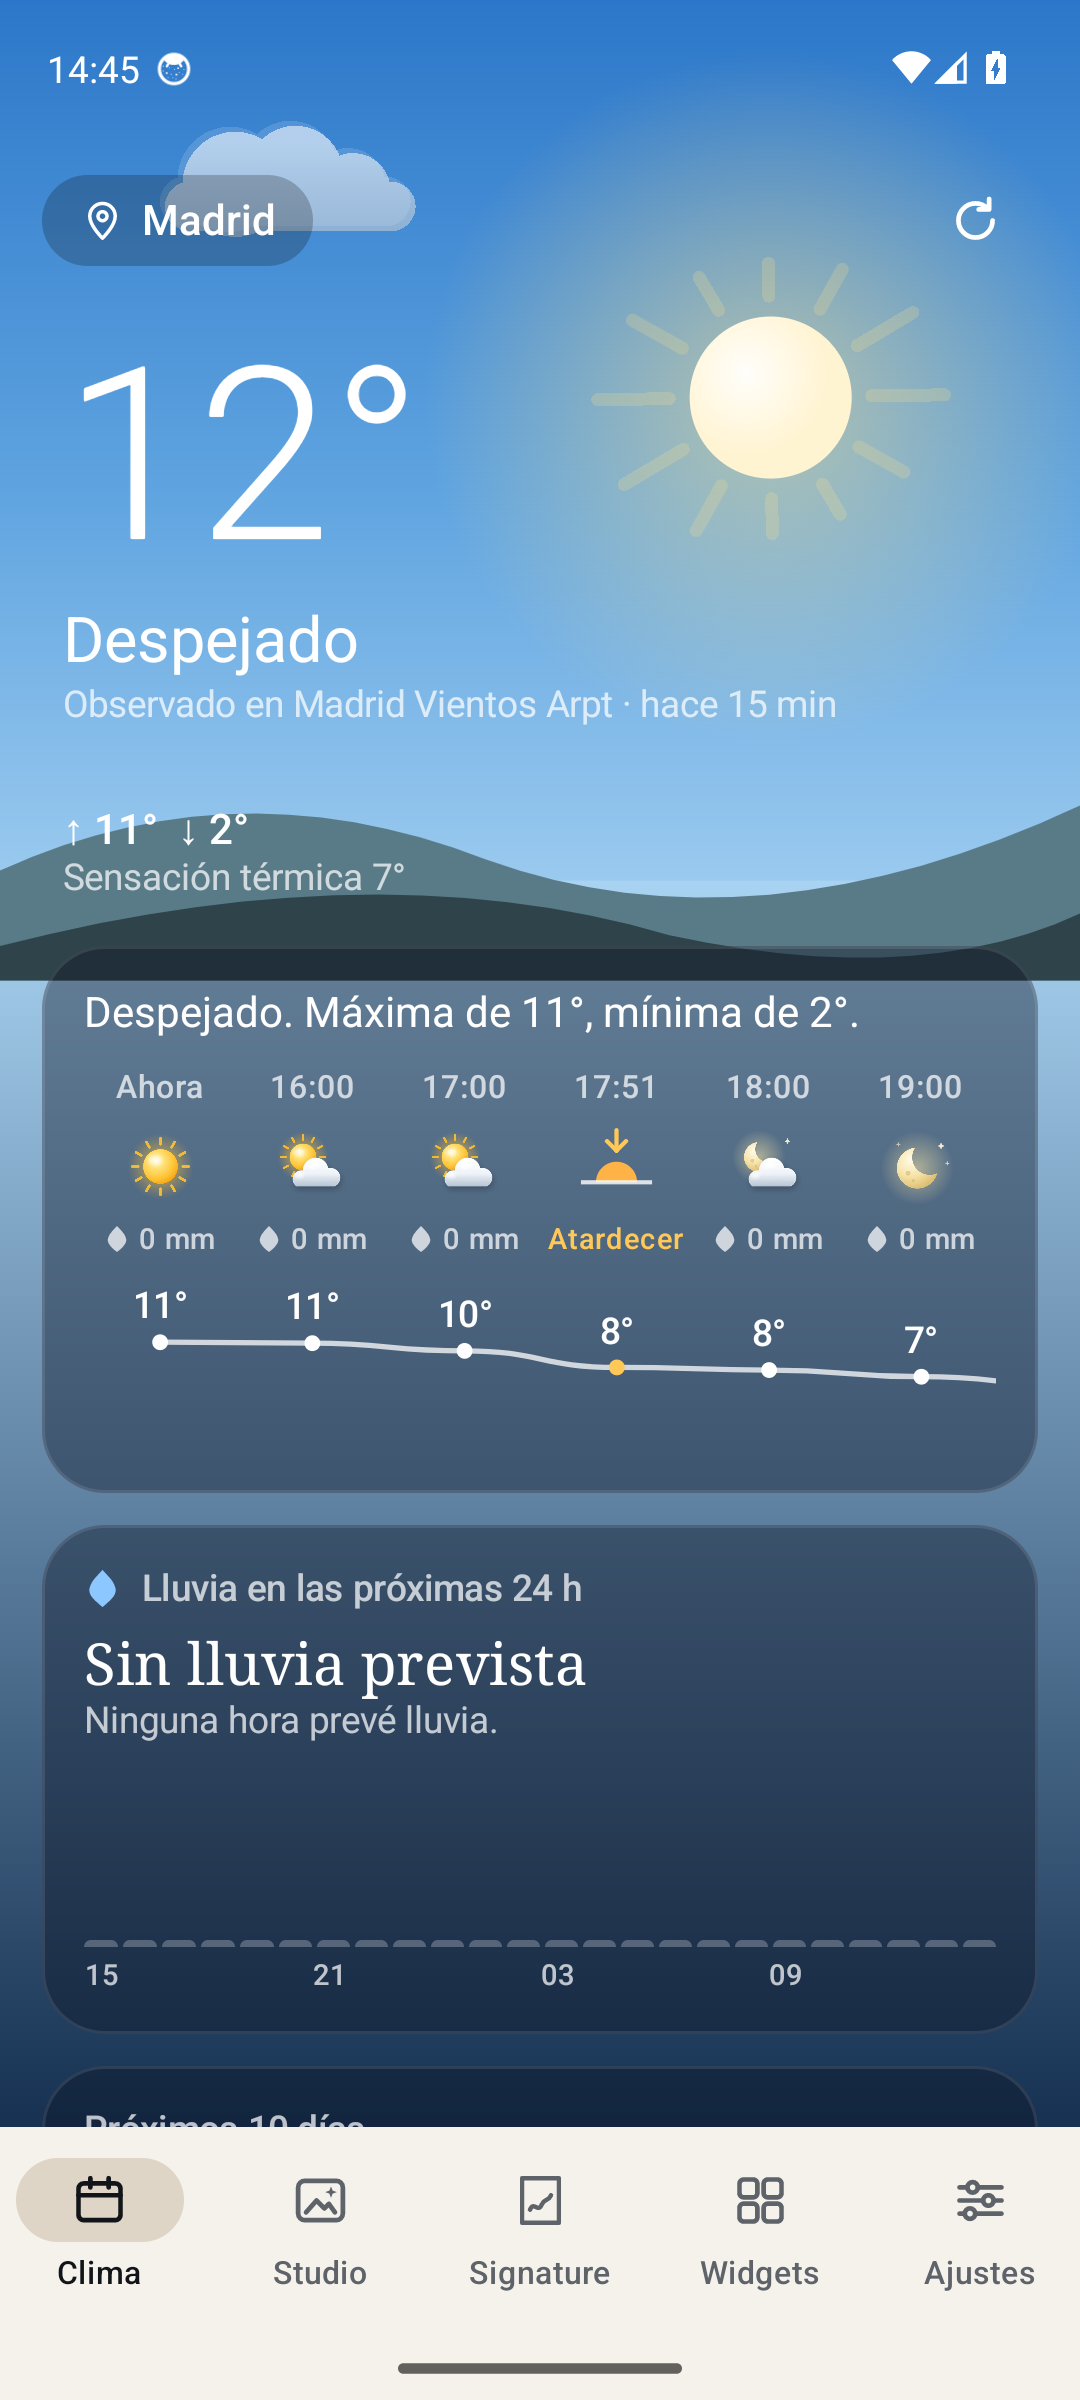 14:45
Madrid
12°
Despejado
Observado en Madrid Vientos Arpt · hace 15 min
↑ 11° ↓ 2°
Sensación térmica 7°
Despejado. Máxima de 11°, mínima de 2°.
Ahora 16:00 17:00 17:51 18:00 19:00
0 mm 0 mm 0 mm Atardecer 0 mm 0 mm
11° 11° 10° 8° 8° 7°
Lluvia en las próximas 24 h
Sin lluvia prevista
Ninguna hora prevé lluvia.
15 21 03 09
Próximos 10 días
Clima Studio Signature Widgets Ajustes